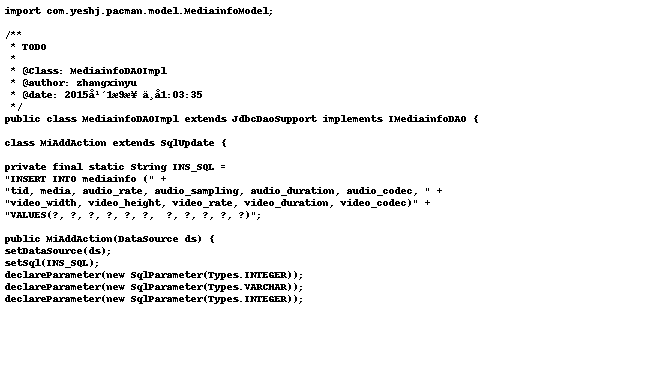 import com.yeshj.pacman.model.MediainfoModel;
/**
* TODO
*
* @Class: MediainfoDAOImpl
* @author: zhangxinyu
* @date: 2015å¹´1æ9æ¥ ä¸å1:03:35
*/
public class MediainfoDAOImpl extends JdbcDaoSupport implements IMediainfoDAO {
class MiAddAction extends SqlUpdate {
private final static String INS_SQL =
"INSERT INTO mediainfo (" +
"tid, media, audio_rate, audio_sampling, audio_duration, audio_codec, " +
"video_width, video_height, video_rate, video_duration, video_codec)" +
"VALUES(?, ?, ?, ?, ?, ?,  ?, ?, ?, ?, ?)";
public MiAddAction(DataSource ds) {
setDataSource(ds);
setSql(INS_SQL);
declareParameter(new SqlParameter(Types.INTEGER));
declareParameter(new SqlParameter(Types.VARCHAR));
declareParameter(new SqlParameter(Types.INTEGER));